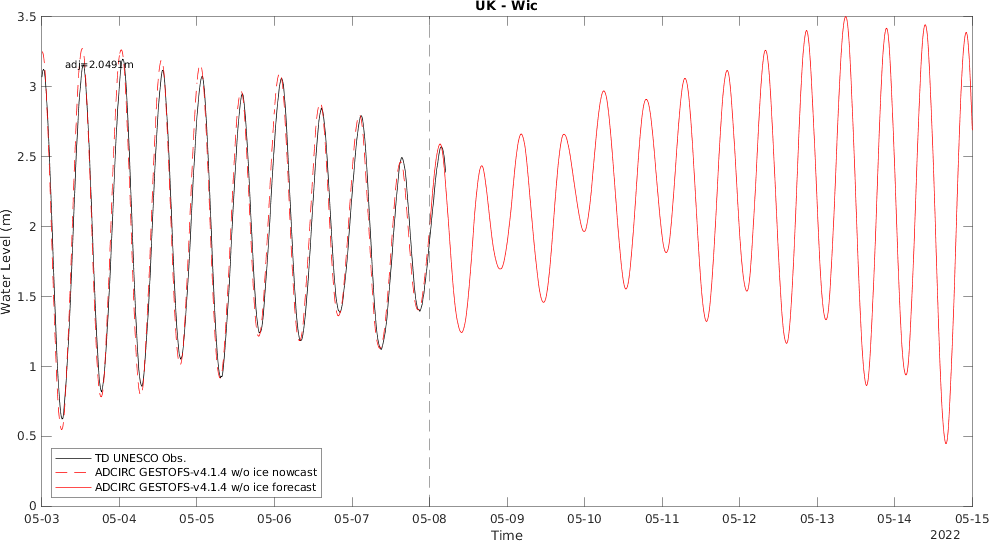 UK - Wic
3.5
3
2.5
2
1.5
1
0.5
0
Water Level (m)
adj=2.0491m
TD UNESCO Obs.
ADCIRC GESTOFS-v4.1.4 w/o ice nowcast
ADCIRC GESTOFS-v4.1.4 w/o ice forecast
05-03 05-04 05-05 05-06 05-07 05-08 05-09 05-10 05-11 05-12 05-13 05-14 05-15
Time
2022